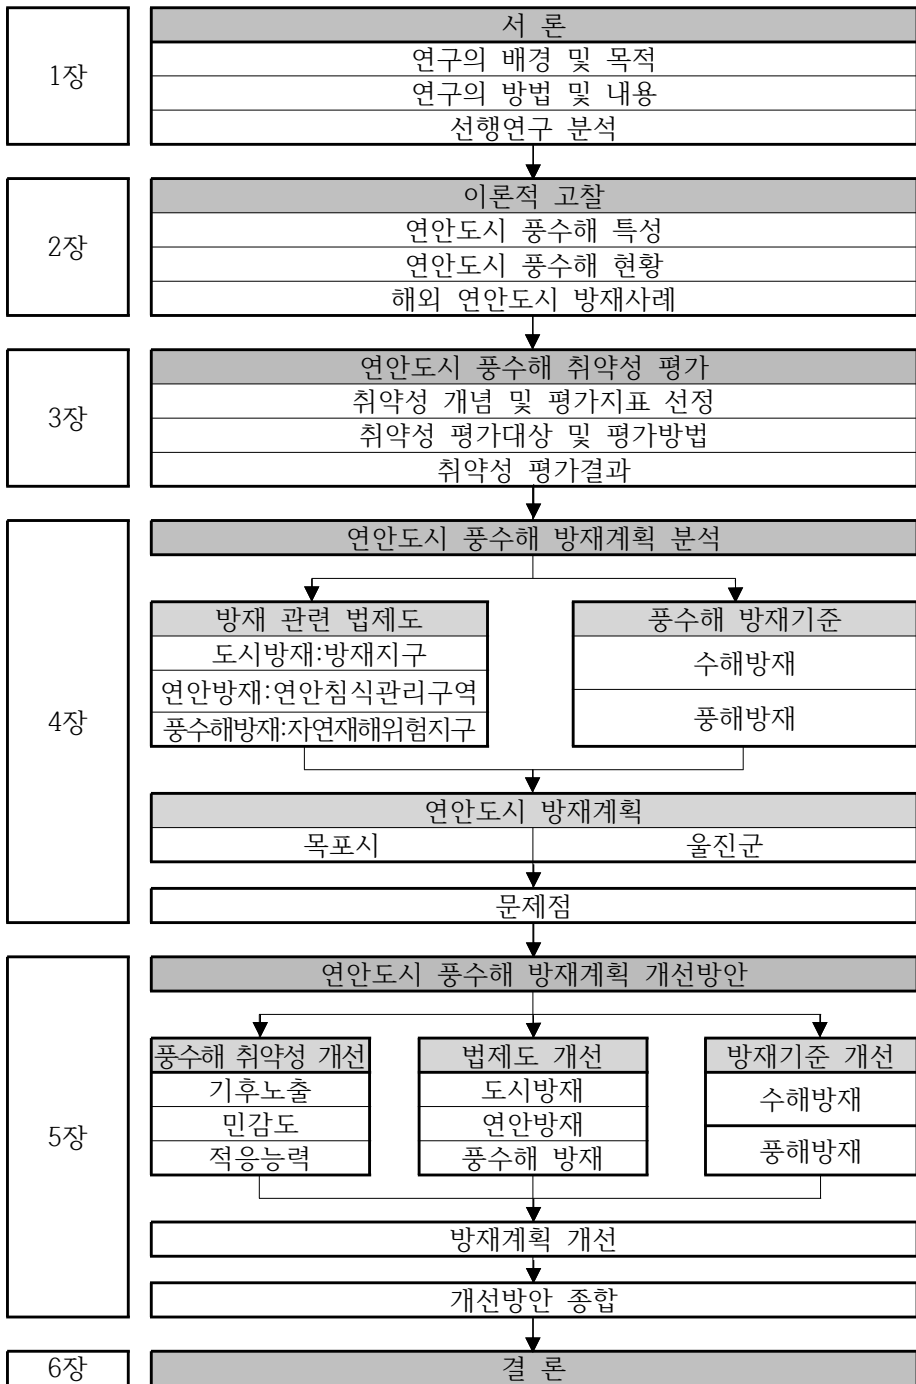 1장
서 론
연구의 배경 및 목적
연구의 방법 및 내용
선행연구 분석
2장
이론적 고찰
연안도시 풍수해 특성
연안도시 풍수해 현황
해외 연안도시 방재사례
3장
연안도시 풍수해 취약성 평가
취약성 개념 및 평가지표 선정
취약성 평가대상 및 평가방법
취약성 평가결과
4장
연안도시 풍수해 방재계획 분석
방재 관련 법제도
도시방재:방재지구
연안방재:연안침식관리구역
풍수해방재:자연재해위험지구
풍수해 방재기준
수해방재
풍해방재
연안도시 방재계획
목포시
울진군
문제점
5장
연안도시 풍수해 방재계획 개선방안
풍수해 취약성 개선
기후노출
민감도
적응능력
법제도 개선
도시방재
연안방재
풍수해 방재
방재기준 개선
수해방재
풍해방재
방재계획 개선
개선방안 종합
6장
결 론